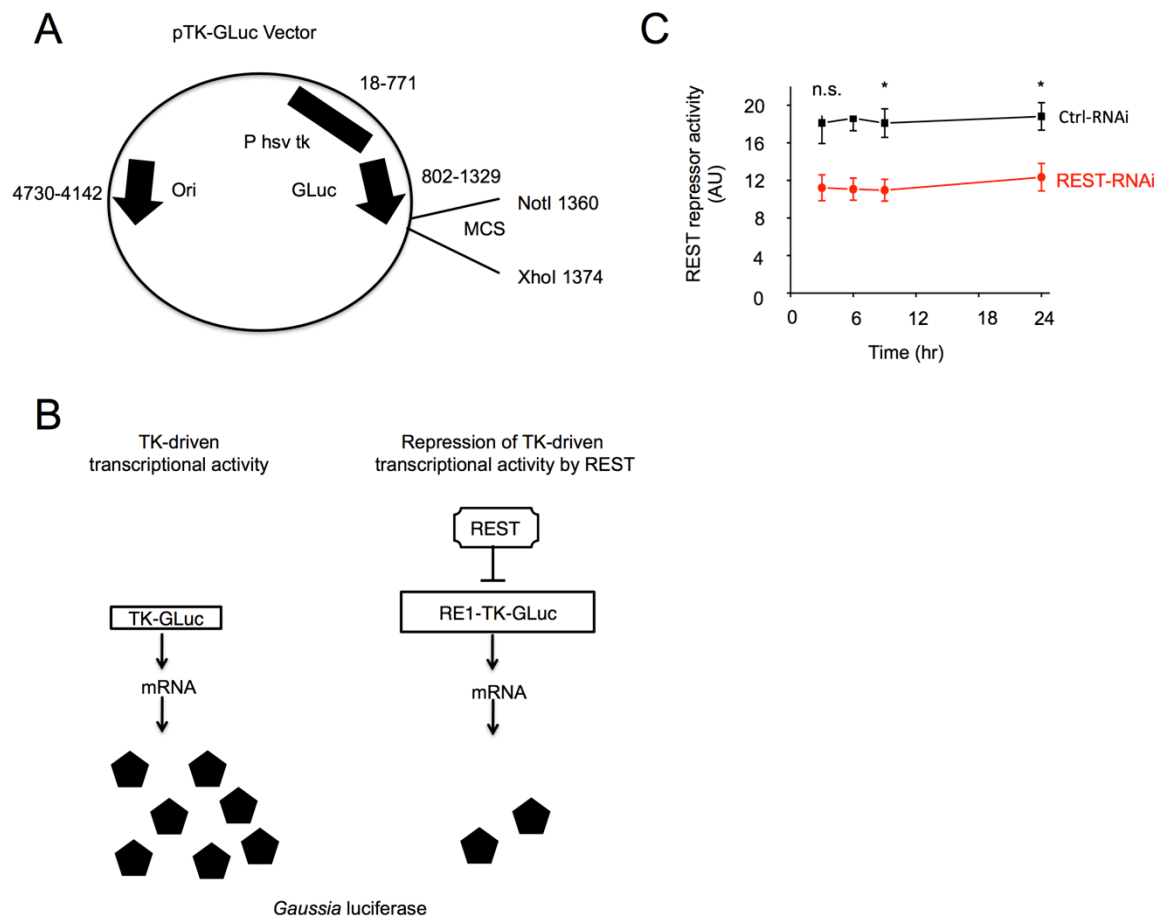 A
pTK-GLuc Vector
18-771
P hsv tk
4730-4142
Ori
GLuc
802-1329
NotI 1360
MCS
XhoI 1374
B
TK-driven
transcriptional activity
Repression of TK-driven
transcriptional activity by REST
REST
TK-GLuc
RE1-TK-GLuc
mRNA
mRNA
Gaussia luciferase
C
n.s.
*
*
REST repressor activity
(AU)
20
16
12
8
4
0
Ctrl-RNAi
REST-RNAi
0
6
12
18
24
Time (hr)